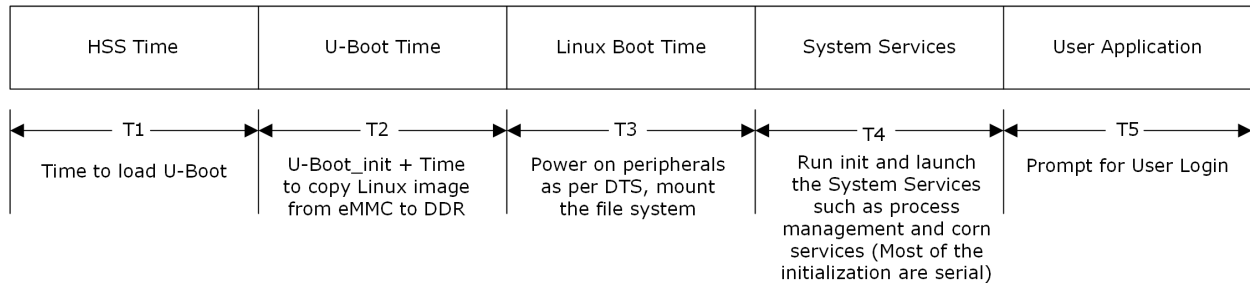 HSS Time
U-Boot Time
Linux Boot Time
System Services
User Application
T1
T2
T3
T4
T5
Time to load U-Boot
U-Boot_init + Time
to copy Linux image
from eMMC to DDR
Power on peripherals
as per DTS, mount
the file system
Run init and launch
the System Services
such as process
management and corn
services (Most of the
initialization are serial)
Prompt for User Login